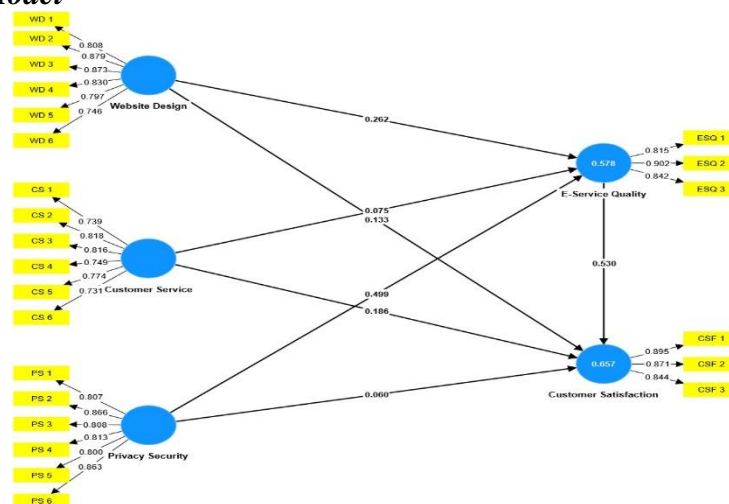 WD 1
WD 2
WD 3
WD 4
WD 5
WD 6
0.808
0.879
0.873
0.830
0.797
0.746
Website Design
CS 1
CS 2
CS 3
CS 4
CS 5
CS 6
0.739
0.818
0.816
0.749
0.774
0.731
Customer Service
PS 1
PS 2
PS 3
PS 4
PS 5
PS 6
0.807
0.866
0.808
0.813
0.800
0.863
Privacy Security
0.262
0.075
0.133
0.499
0.186
0.060
0.578
E-Service Quality
0.530
0.657
Customer Satisfaction
0.815
0.902
0.842
ESQ 1
ESQ 2
ESQ 3
0.895
0.871
0.844
CSF 1
CSF 2
CSF 3